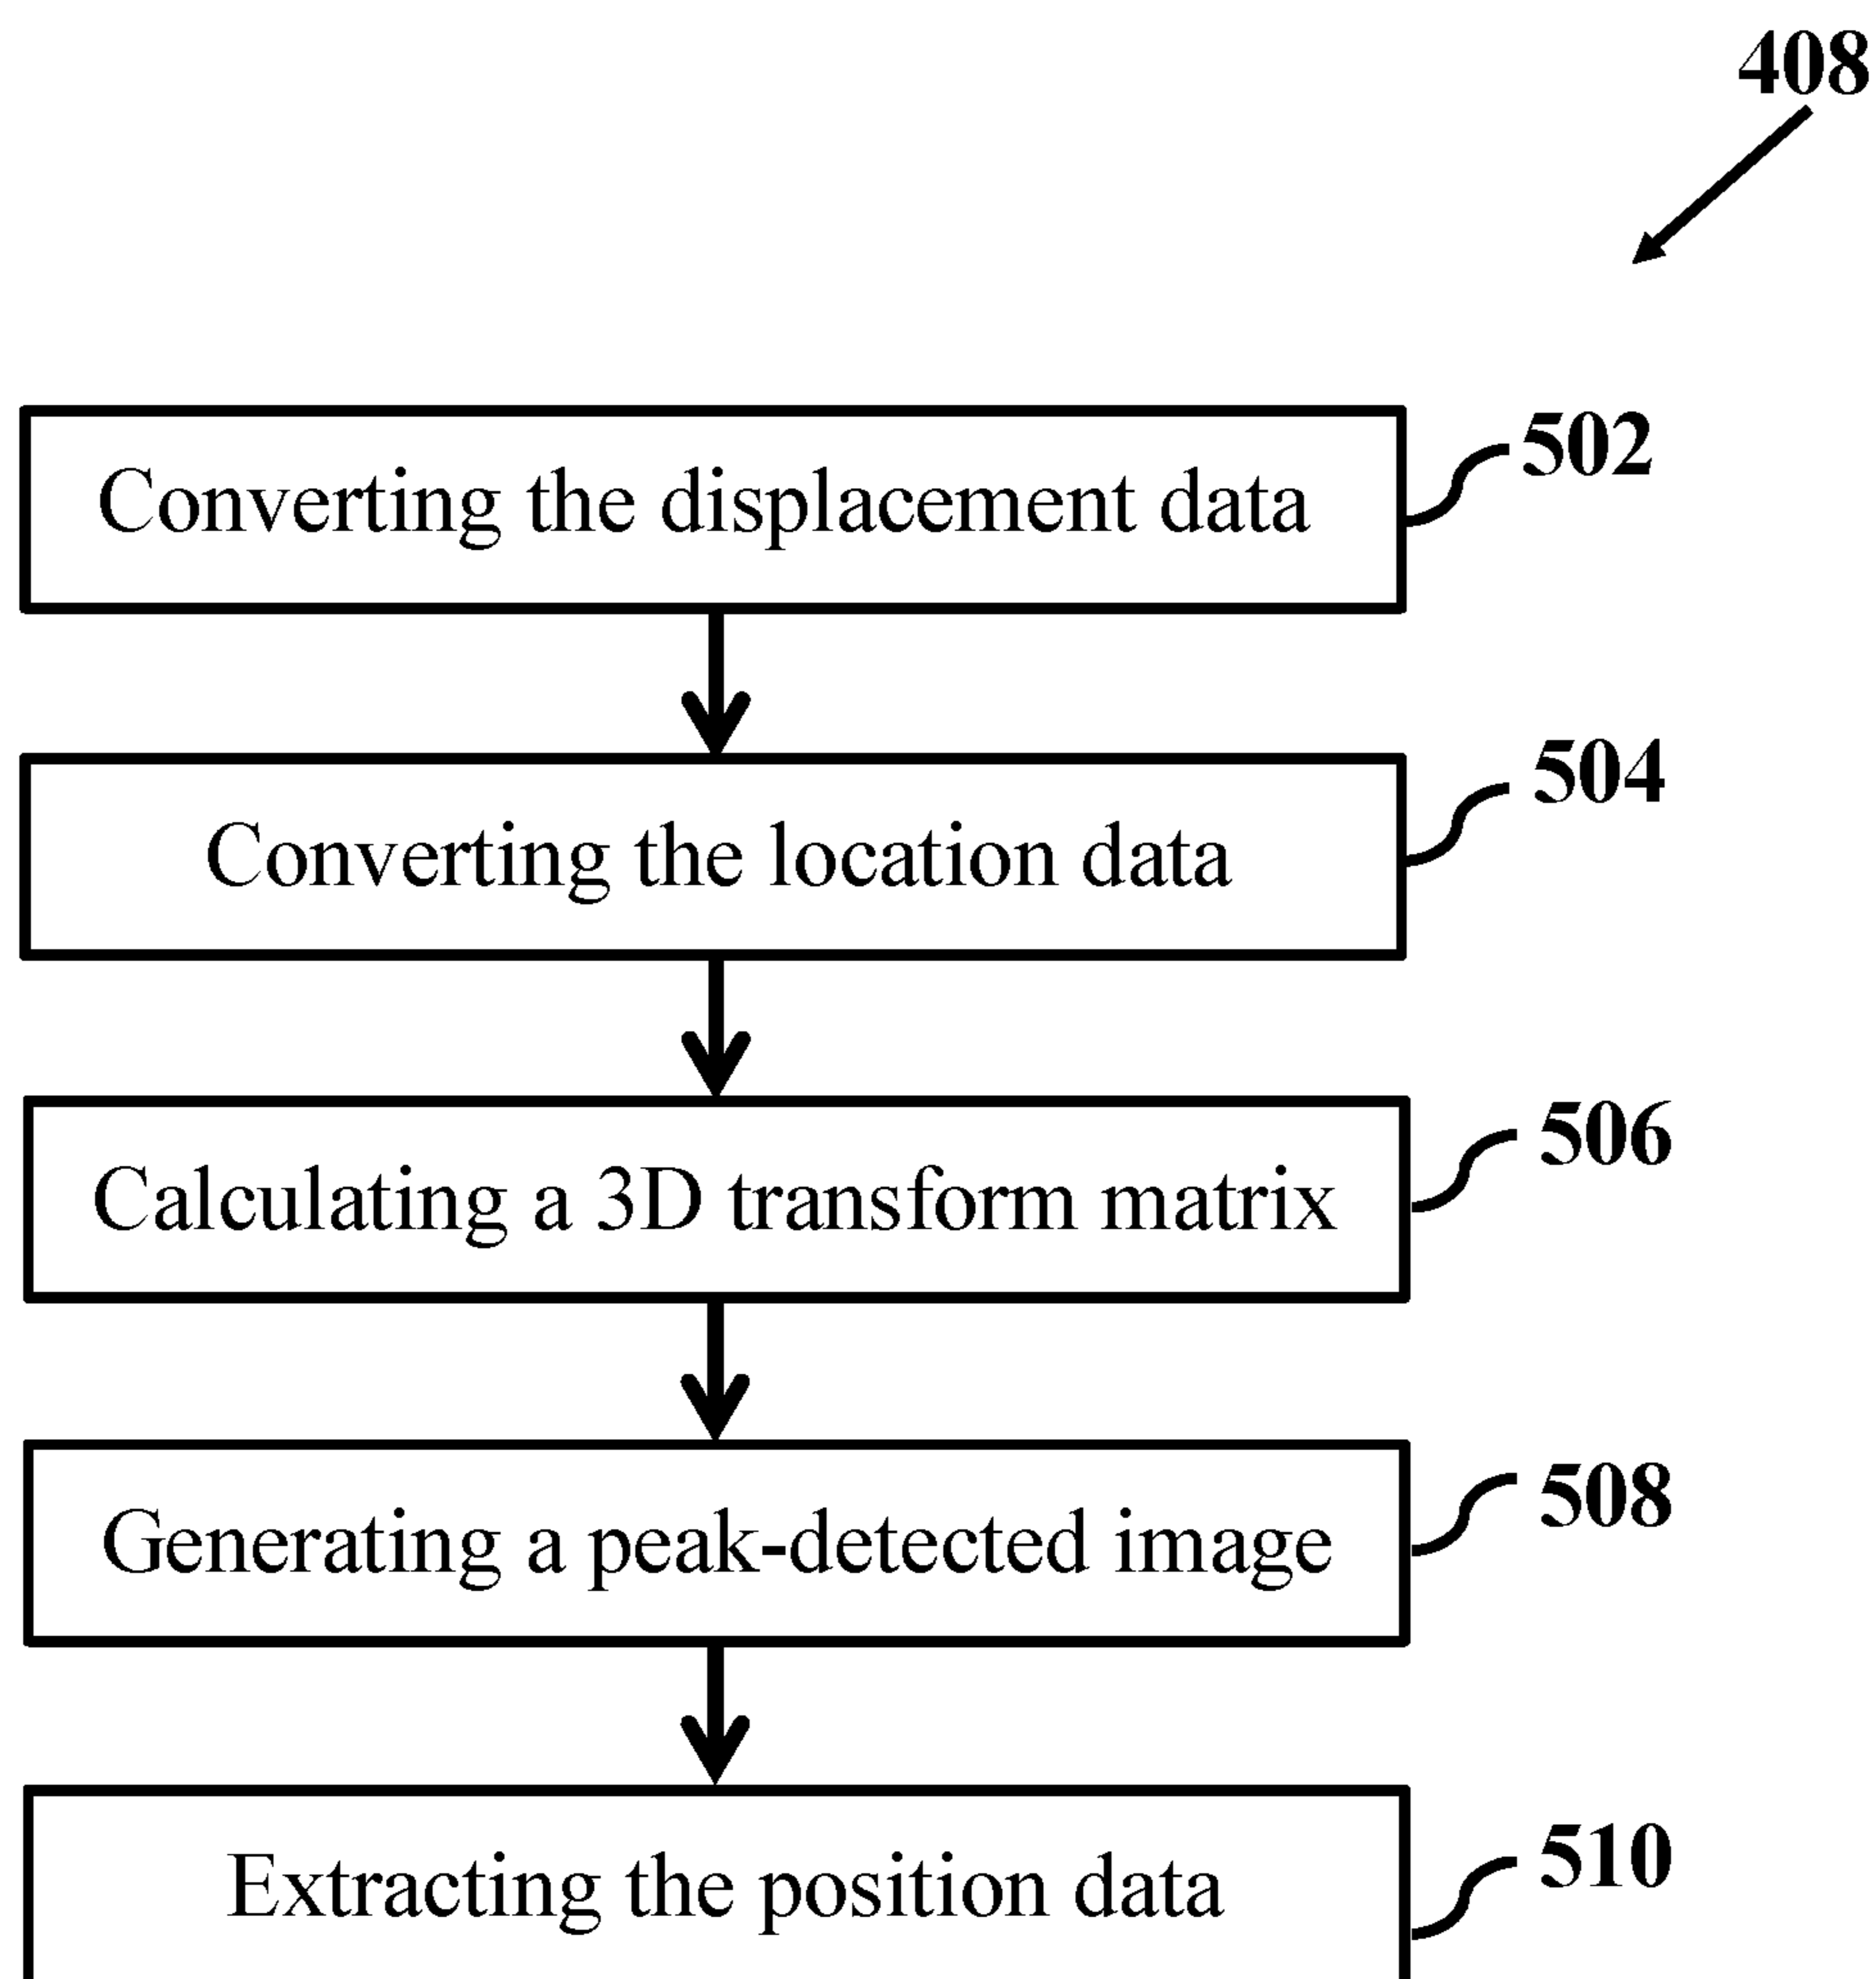 408
Converting the displacement data
502
Converting the location data
504
Calculating a 3D transform matrix
506
Generating a peak-detected image
508
Extracting the position data
510